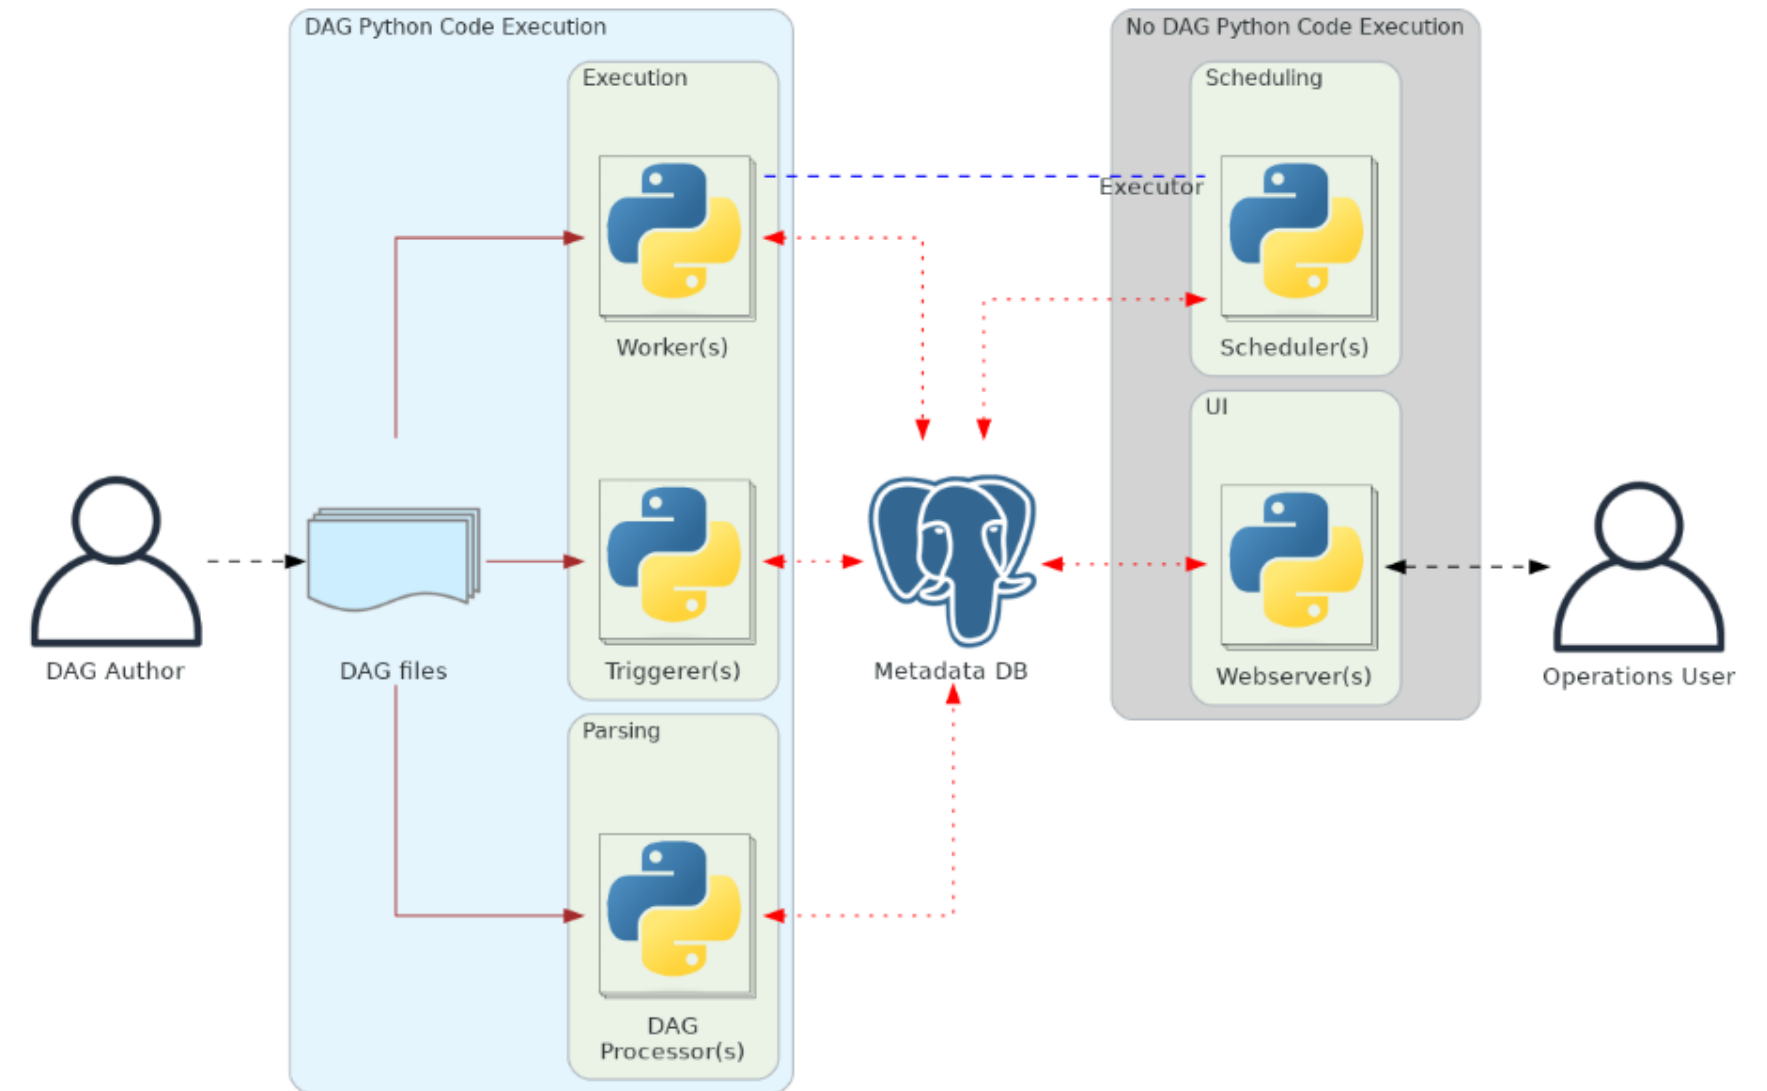 DAG Python Code Execution
No DAG Python Code Execution
Execution
Scheduling
Executor
Worker(s)
Scheduler(s)
UI
DAG Author
DAG files
Triggerer(s)
Metadata DB
Webserver(s)
Operations User
Parsing
DAG
Processor(s)